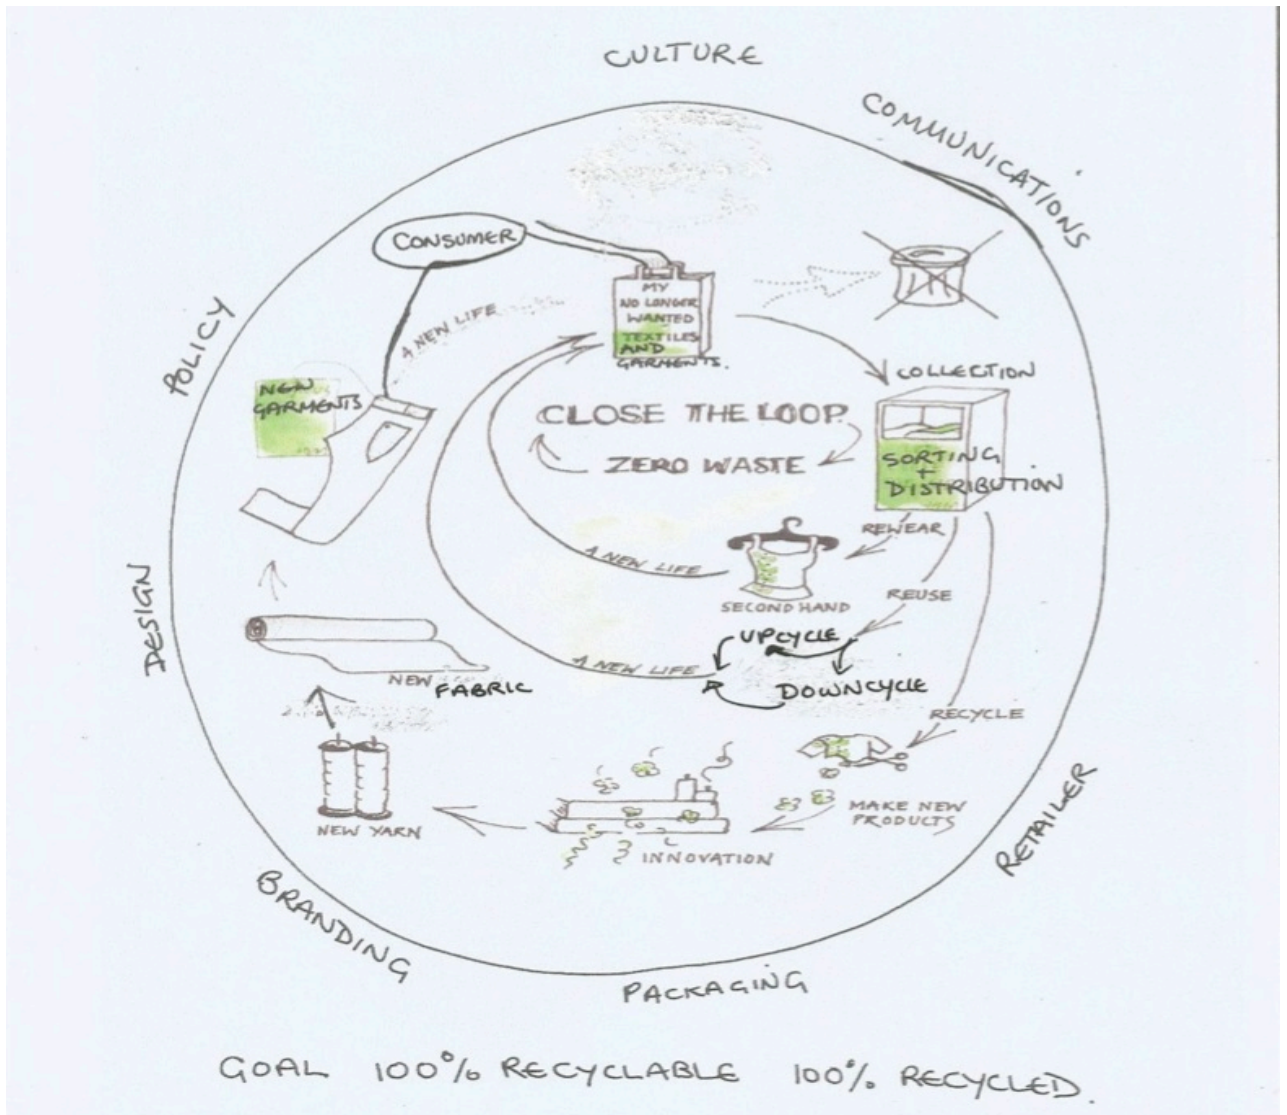 CULTURE
COMMUNICATIONS
CONSUMER
MY
NO LONGER
WANTED
TEXTILES
AND
GARMENTS.
A NEW LIFE
POLICY
COLLECTION
NEW
GARMENTS
CLOSE THE LOOP
ZERO WASTE
SORTING
+
DISTRIBUTION
REWEAR
A NEW LIFE
SECOND HAND
REUSE
DESIGN
UPCYCLE
A NEW LIFE
DOWNCYCLE
NEW FABRIC
RECYCLE
MAKE NEW
PRODUCTS
NEW YARN
INNOVATION
RETAILER
BRANDING
PACKAGING
GOAL 100% RECYCLABLE 100% RECYCLED.